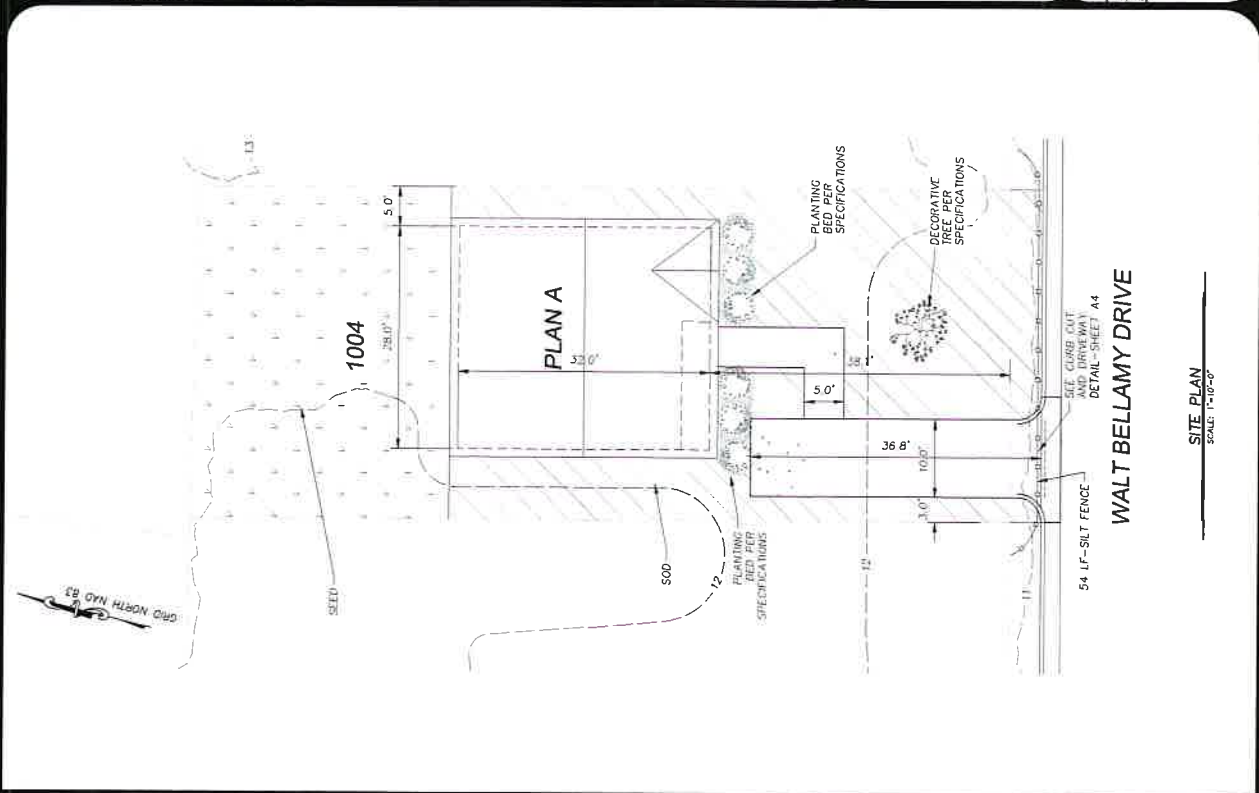 13
5.0'
1004
28.0'
PLAN A
32.0'
PLANTING
BED PER
SPECIFICATIONS
DECORATIVE
TREE PER
SPECIFICATIONS
5.0'
36.8'
10.0'
3.0'
SEED
SOD
12
PLANTING
BED PER
SPECIFICATIONS
12
11
GRID NORTH NAD 83
SEE CURB CUT
AND DRIVEWAY
DETAIL-SHEET A4
54 LF-SILT FENCE
WALT BELLAMY DRIVE
SITE PLAN
SCALE: 1"=10'-0"